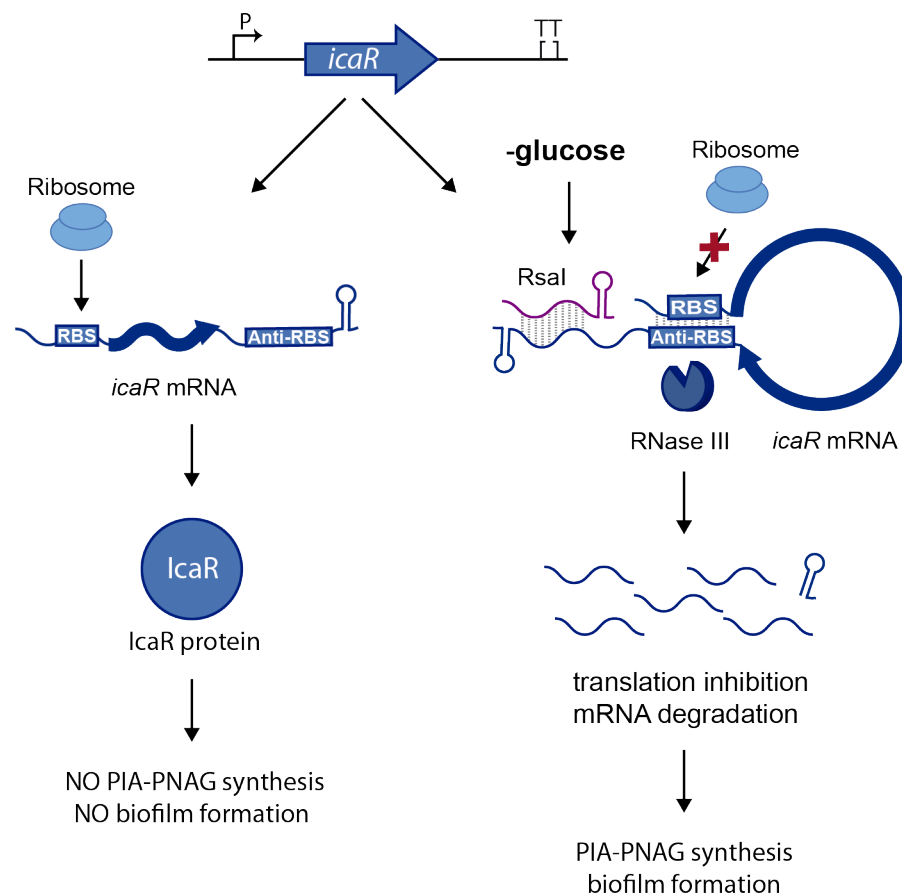 P
TT
icaR
-glucose
Ribosome
Ribosome
RsaI
RBS
Anti-RBS
RBS
Anti-RBS
icaR mRNA
RNase III
icaR mRNA
IcaR
IcaR protein
translation inhibition
mRNA degradation
NO PIA-PNAG synthesis
NO biofilm formation
PIA-PNAG synthesis
biofilm formation